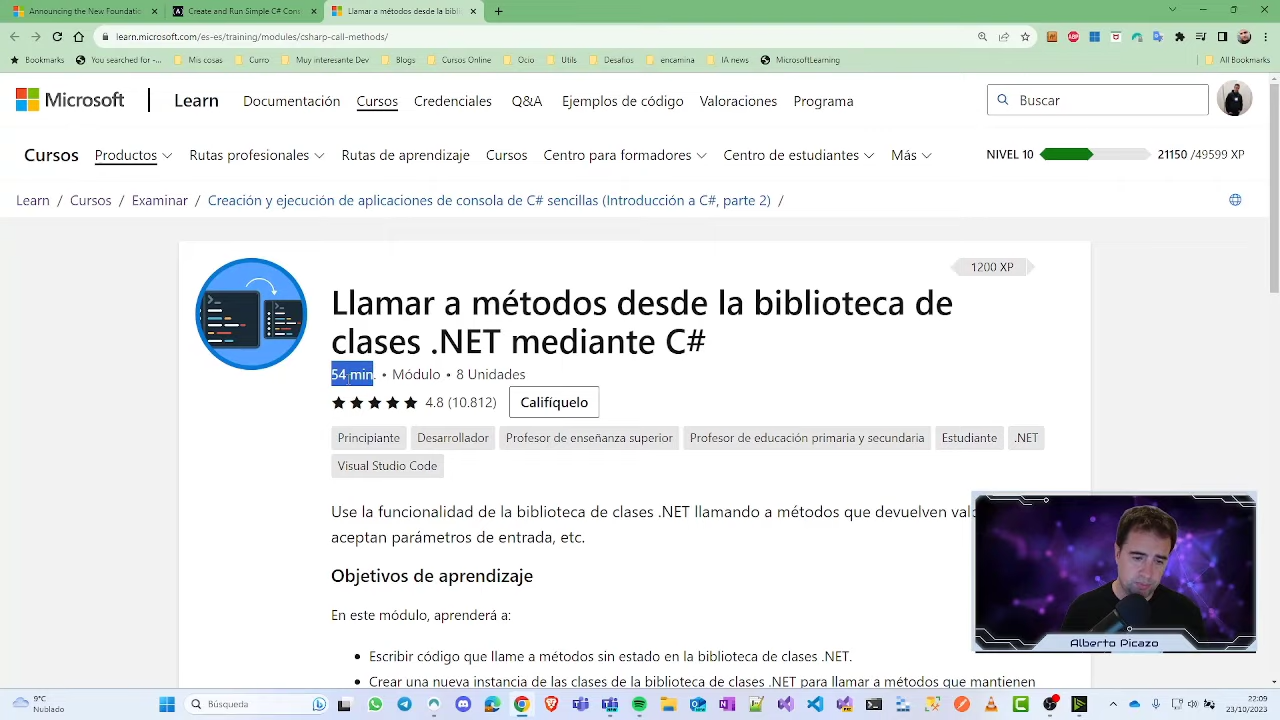 Announcing the New Foundatic
Create and Run Simple C# Con:
Llamar a métodos desde la bibl
learn.microsoft.com/es-es/training/modules/csharp-call-methods/
Bookmarks
You searched for -...
Mis cosas
Curro
Muy interesante Dev
Blogs
Cursos Online
Ocio
Utils
Desafios
encamina
IA news
MicrosoftLearning
All Bookmarks
Microsoft
Learn
Documentación
Cursos
Credenciales
Q&A
Ejemplos de código
Valoraciones
Programa
Buscar
Cursos
Productos
Rutas profesionales
Rutas de aprendizaje
Cursos
Centro para formadores
Centro de estudiantes
Más
NIVEL 10
21150 /49599 XP
Learn / Cursos / Examinar / Creación y ejecución de aplicaciones de consola de C# sencillas (Introducción a C#, parte 2) /
1200 XP
Llamar a métodos desde la biblioteca de
clases .NET mediante C#
54 min. • Módulo • 8 Unidades
4.8 (10.812)
Califíquelo
Principiante
Desarrollador
Profesor de enseñanza superior
Profesor de educación primaria y secundaria
Estudiante
.NET
Visual Studio Code
Use la funcionalidad de la biblioteca de clases .NET llamando a métodos que devuelven
aceptan parámetros de entrada, etc.
Objetivos de aprendizaje
En este módulo, aprenderá a:
• Escribir código que llame a métodos sin estado en la biblioteca de clases .NET.
• Crear una nueva instancia de las clases de la biblioteca de clases .NET para llamar a métodos que mantienen
Alberto Picazo
9°C
Nublado
Búsqueda
22:09
23/10/2023